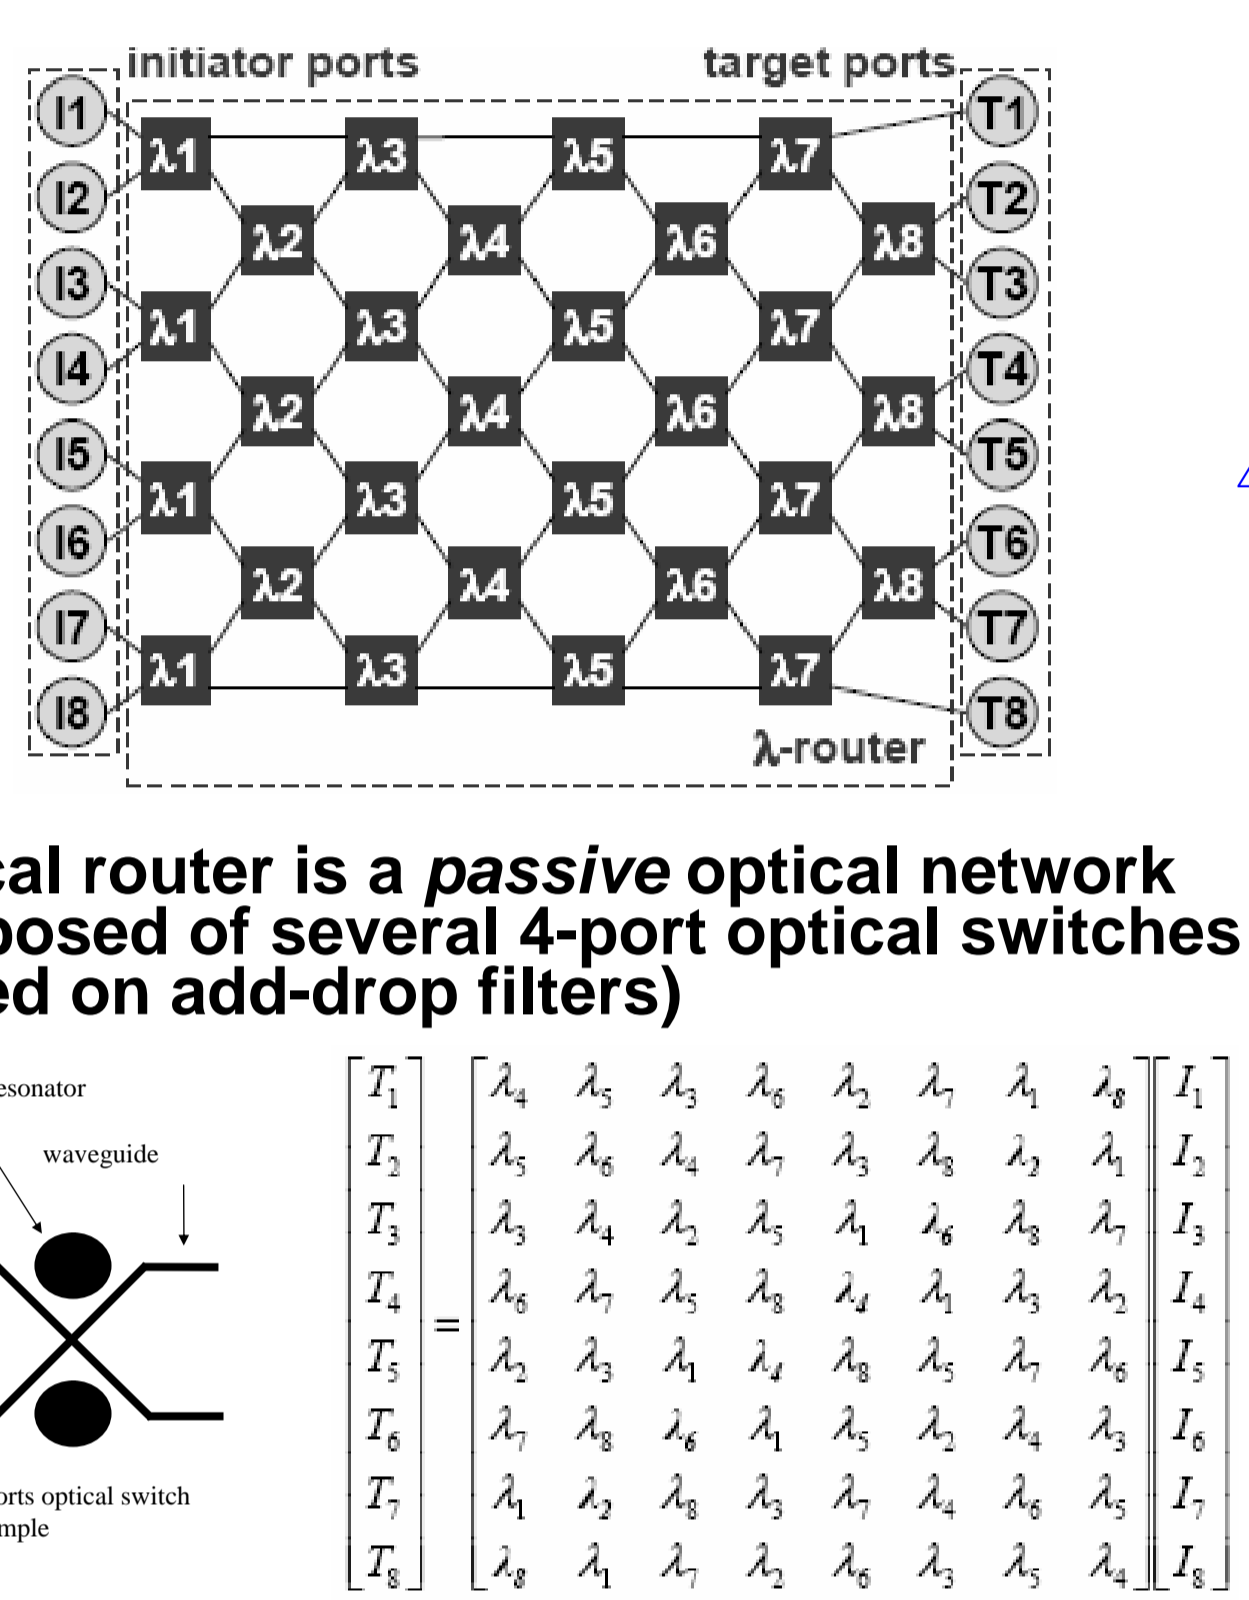 initiator ports target ports
I1 T1
λ1 λ3 λ5 λ7
I2 T2
λ2 λ4 λ6 λ8
I3 T3
λ1 λ3 λ5 λ7
I4 T4
λ2 λ4 λ6 λ8
I5 T5
λ1 λ3 λ5 λ7
I6 T6
λ2 λ4 λ6 λ8
I7 T7
λ1 λ3 λ5 λ7
I8 T8
λ-router
cal router is a passive optical network
posed of several 4-port optical switches
ed on add-drop filters)
esonator
waveguide
orts optical switch
mple
T₁ λ₄ λ₅ λ₃ λ₆ λ₂ λ₇ λ₁ λ₈ I₁
T₂ λ₅ λ₆ λ₄ λ₇ λ₃ λ₈ λ₂ λ₁ I₂
T₃ λ₃ λ₄ λ₂ λ₅ λ₁ λ₆ λ₈ λ₇ I₃
T₄ λ₆ λ₇ λ₅ λ₈ λ₄ λ₁ λ₃ λ₂ I₄
=
T₅ λ₂ λ₃ λ₁ λ₄ λ₈ λ₅ λ₇ λ₆ I₅
T₆ λ₇ λ₈ λ₆ λ₁ λ₅ λ₂ λ₄ λ₃ I₆
T₇ λ₁ λ₂ λ₈ λ₃ λ₇ λ₄ λ₆ λ₅ I₇
T₈ λ₈ λ₁ λ₇ λ₂ λ₆ λ₃ λ₅ λ₄ I₈